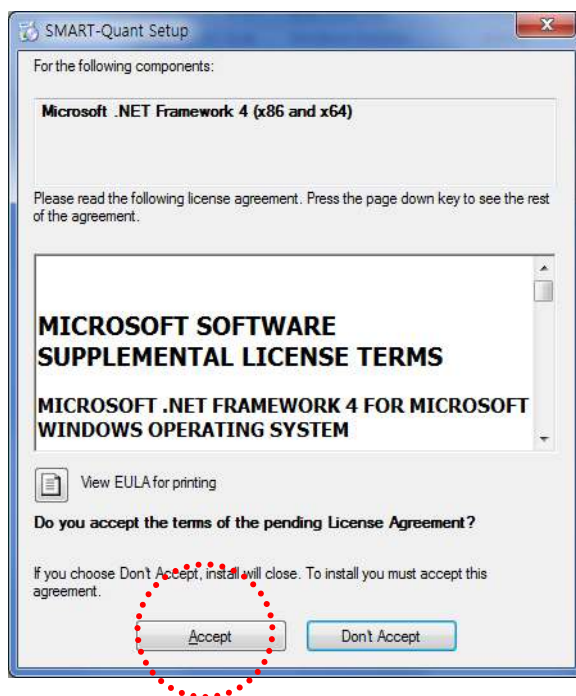 SMART-Quant Setup
For the following components:
Microsoft .NET Framework 4 (x86 and x64)
Please read the following license agreement. Press the page down key to see the rest
of the agreement.
MICROSOFT SOFTWARE
SUPPLEMENTAL LICENSE TERMS
MICROSOFT .NET FRAMEWORK 4 FOR MICROSOFT
WINDOWS OPERATING SYSTEM
View EULA for printing
Do you accept the terms of the pending License Agreement?
If you choose Don't Accept, install will close. To install you must accept this
agreement.
Accept
Don't Accept